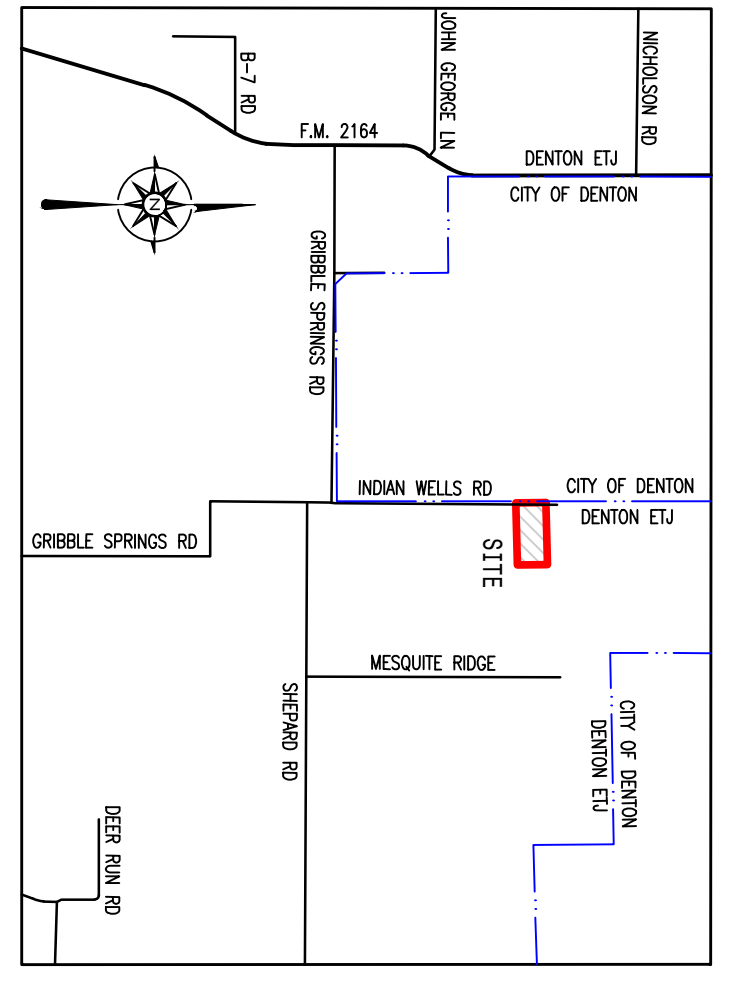 B-7 RD
JOHN GEORGE LN
NICHOLSON RD
F.M. 2164
DENTON ETJ
CITY OF DENTON
N
GRIBBLE SPRINGS RD
INDIAN WELLS RD
CITY OF DENTON
DENTON ETJ
GRIBBLE SPRINGS RD
SITE
MESQUITE RIDGE
SHEPARD RD
CITY OF DENTON
DENTON ETJ
DEER RUN RD